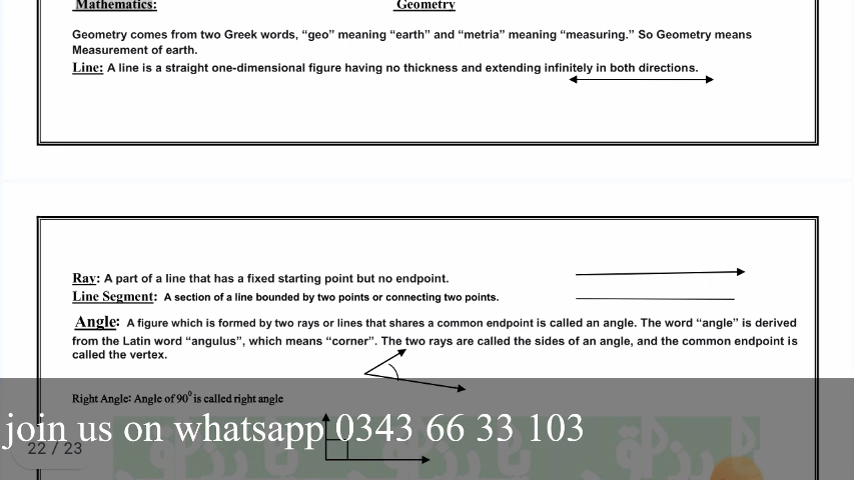 Mathematics: Geometry
Geometry comes from two Greek words, “geo” meaning “earth” and “metria” meaning “measuring.” So Geometry means
Measurement of earth.
Line: A line is a straight one-dimensional figure having no thickness and extending infinitely in both directions.
Ray: A part of a line that has a fixed starting point but no endpoint.
Line Segment: A section of a line bounded by two points or connecting two points.
Angle: A figure which is formed by two rays or lines that shares a common endpoint is called an angle. The word “angle” is derived
from the Latin word “angulus”, which means “corner”. The two rays are called the sides of an angle, and the common endpoint is
called the vertex.
Right Angle: Angle of 90⁰ is called right angle
join us on whatsapp 0343 66 33 103
22 / 23